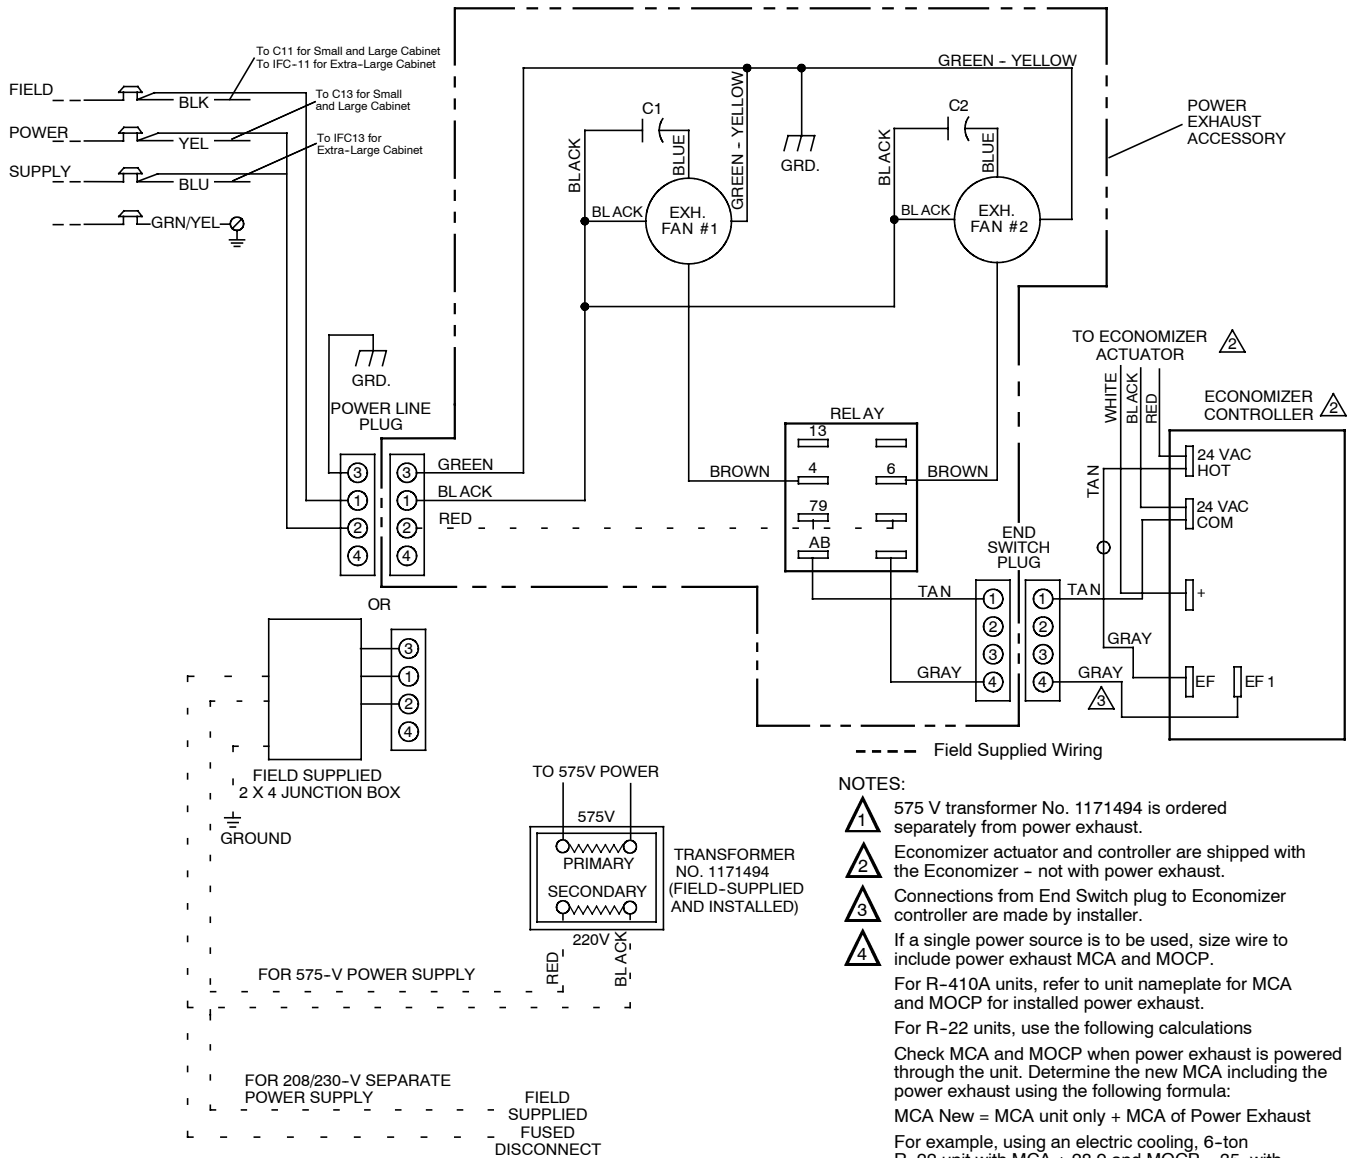 To C11 for Small and Large Cabinet
To IFC-11 for Extra-Large Cabinet
FIELD
BLK
To C13 for Small
and Large Cabinet
POWER
YEL
To IFC13 for
Extra-Large Cabinet
SUPPLY
BLU
GRN/YEL
GREEN - YELLOW
C1
C2
BLACK
BLUE
GREEN - YELLOW
GRD.
BLACK
BLUE
POWER
EXHAUST
ACCESSORY
BLACK
EXH.
FAN #1
BLACK
EXH.
FAN #2
GRD.
POWER LINE
PLUG
3
1
2
4
3
1
2
4
GREEN
BLACK
RED
RELAY
13
4
6
79
AB
BROWN
BROWN
TO ECONOMIZER
ACTUATOR
2
WHITE
BLACK
RED
ECONOMIZER
CONTROLLER
2
TAN
24 VAC
HOT
24 VAC
COM
+
EF
EF 1
END
SWITCH
PLUG
TAN
1
2
3
4
1
2
3
4
TAN
GRAY
GRAY
GRAY
3
OR
3
1
2
4
FIELD SUPPLIED
2 X 4 JUNCTION BOX
GROUND
TO 575V POWER
575V
PRIMARY
SECONDARY
220V
TRANSFORMER
NO. 1171494
(FIELD-SUPPLIED
AND INSTALLED)
RED
BLACK
FOR 575-V POWER SUPPLY
FOR 208/230-V SEPARATE
POWER SUPPLY
FIELD
SUPPLIED
FUSED
DISCONNECT
Field Supplied Wiring
NOTES:
1
575 V transformer No. 1171494 is ordered
separately from power exhaust.
2
Economizer actuator and controller are shipped with
the Economizer - not with power exhaust.
3
Connections from End Switch plug to Economizer
controller are made by installer.
4
If a single power source is to be used, size wire to
include power exhaust MCA and MOCP.
For R-410A units, refer to unit nameplate for MCA
and MOCP for installed power exhaust.
For R-22 units, use the following calculations
Check MCA and MOCP when power exhaust is powered
through the unit. Determine the new MCA including the
power exhaust using the following formula:
MCA New = MCA unit only + MCA of Power Exhaust
For example, using an electric cooling, 6-ton